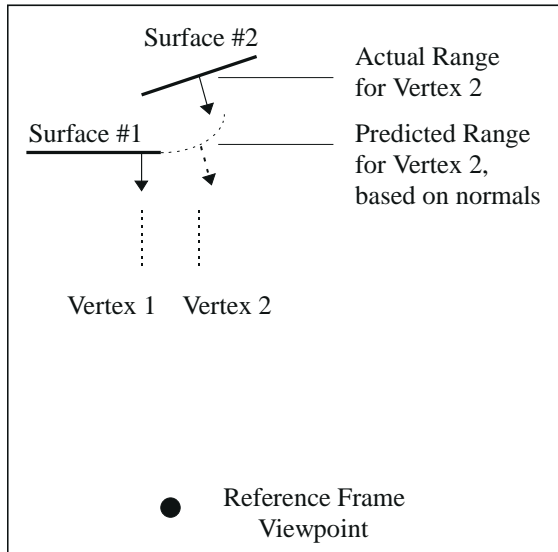 Surface #2
Actual Range
for Vertex 2
Surface #1
Predicted Range
for Vertex 2,
based on normals
Vertex 1
Vertex 2
Reference Frame
Viewpoint